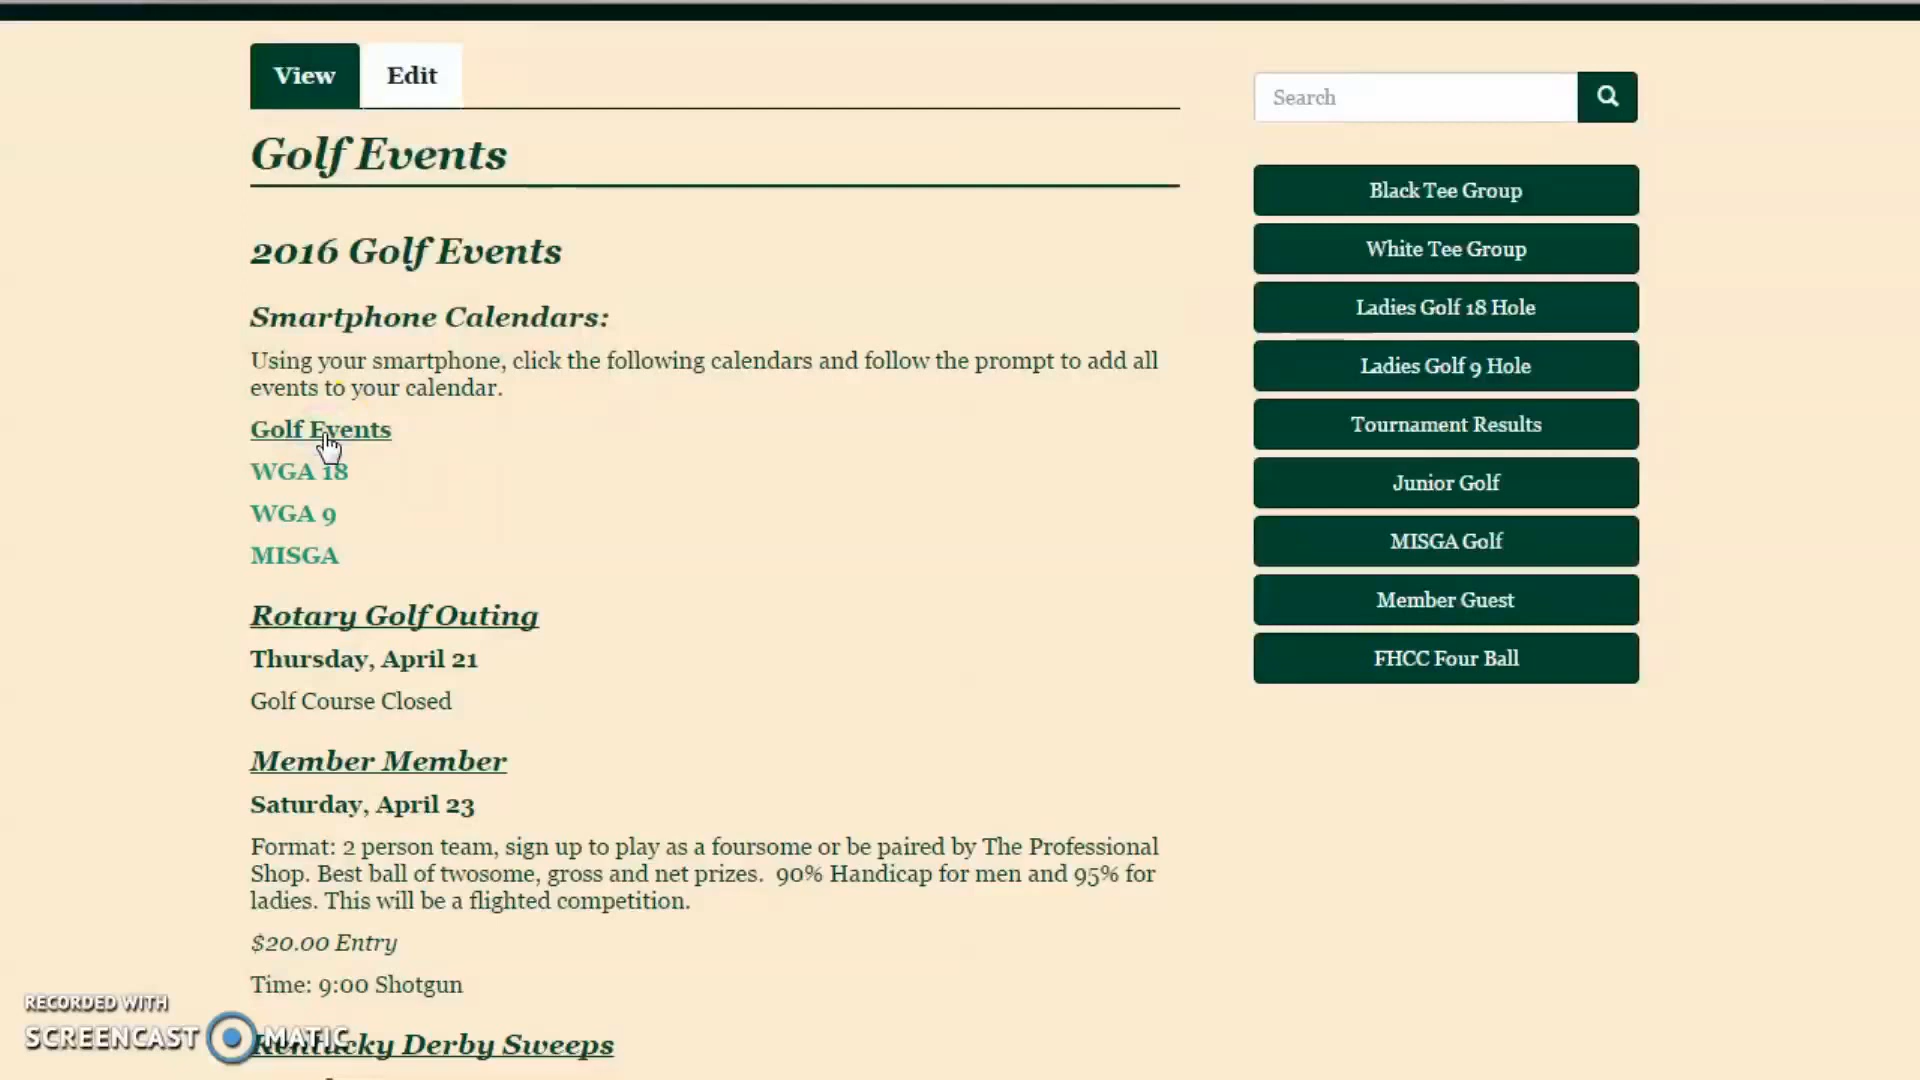 View Edit
Search
Golf Events
2016 Golf Events
Smartphone Calendars:
Using your smartphone, click the following calendars and follow the prompt to add all
events to your calendar.
Golf Events
WGA 18
WGA 9
MISGA
Rotary Golf Outing
Thursday, April 21
Golf Course Closed
Member Member
Saturday, April 23
Format: 2 person team, sign up to play as a foursome or be paired by The Professional
Shop. Best ball of twosome, gross and net prizes.  90% Handicap for men and 95% for
ladies. This will be a flighted competition.
$20.00 Entry
Time: 9:00 Shotgun
Kentucky Derby Sweeps
Black Tee Group
White Tee Group
Ladies Golf 18 Hole
Ladies Golf 9 Hole
Tournament Results
Junior Golf
MISGA Golf
Member Guest
FHCC Four Ball
RECORDED WITH
SCREENCAST MATIC